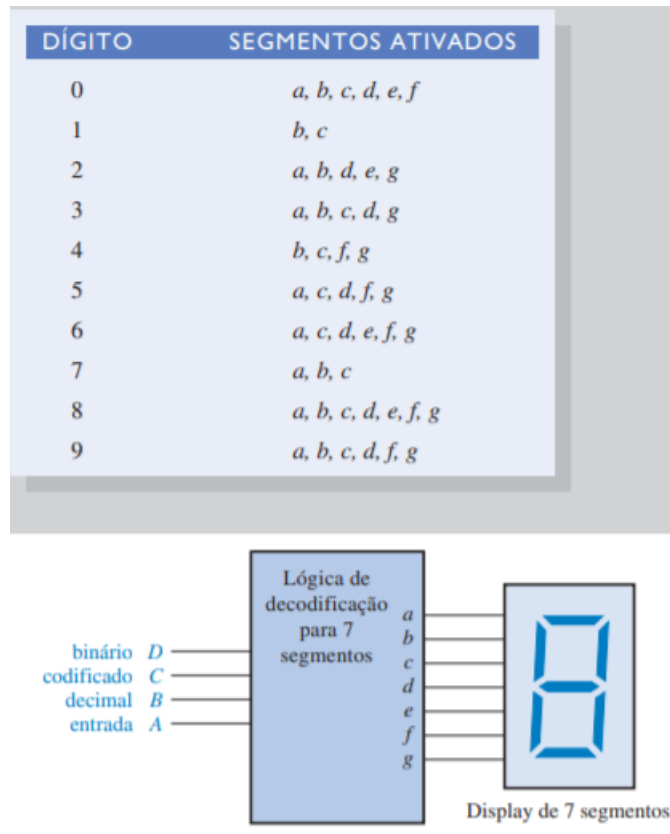 DÍGITO SEGMENTOS ATIVADOS
0 a, b, c, d, e, f
1 b, c
2 a, b, d, e, g
3 a, b, c, d, g
4 b, c, f, g
5 a, c, d, f, g
6 a, c, d, e, f, g
7 a, b, c
8 a, b, c, d, e, f, g
9 a, b, c, d, f, g
Lógica de
decodificação
para 7
segmentos
binário D
codificado C
decimal B
entrada A
a
b
c
d
e
f
g
Display de 7 segmentos